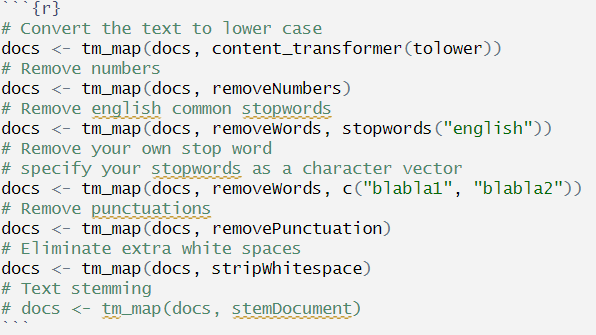 ```{r}
# Convert the text to lower case
docs <- tm_map(docs, content_transformer(tolower))
# Remove numbers
docs <- tm_map(docs, removeNumbers)
# Remove english common stopwords
docs <- tm_map(docs, removeWords, stopwords("english"))
# Remove your own stop word
# specify your stopwords as a character vector
docs <- tm_map(docs, removeWords, c("blabla1", "blabla2"))
# Remove punctuations
docs <- tm_map(docs, removePunctuation)
# Eliminate extra white spaces
docs <- tm_map(docs, stripWhitespace)
# Text stemming
# docs <- tm_map(docs, stemDocument)
```